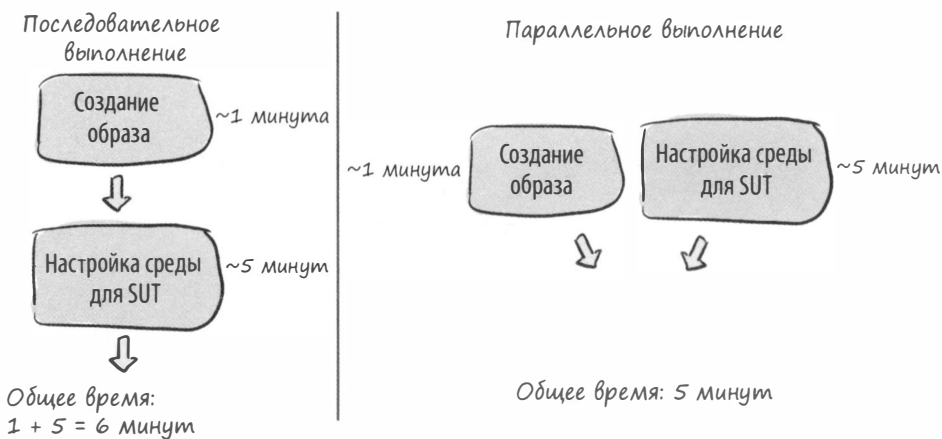 Последовательное
выполнение
Создание
образа
~1 минута
Настройка среды
для SUT
~5 минут
Общее время:
1 + 5 = 6 минут
Параллельное выполнение
~1 минута
Создание
образа
Настройка среды
для SUT
~5 минут
Общее время: 5 минут